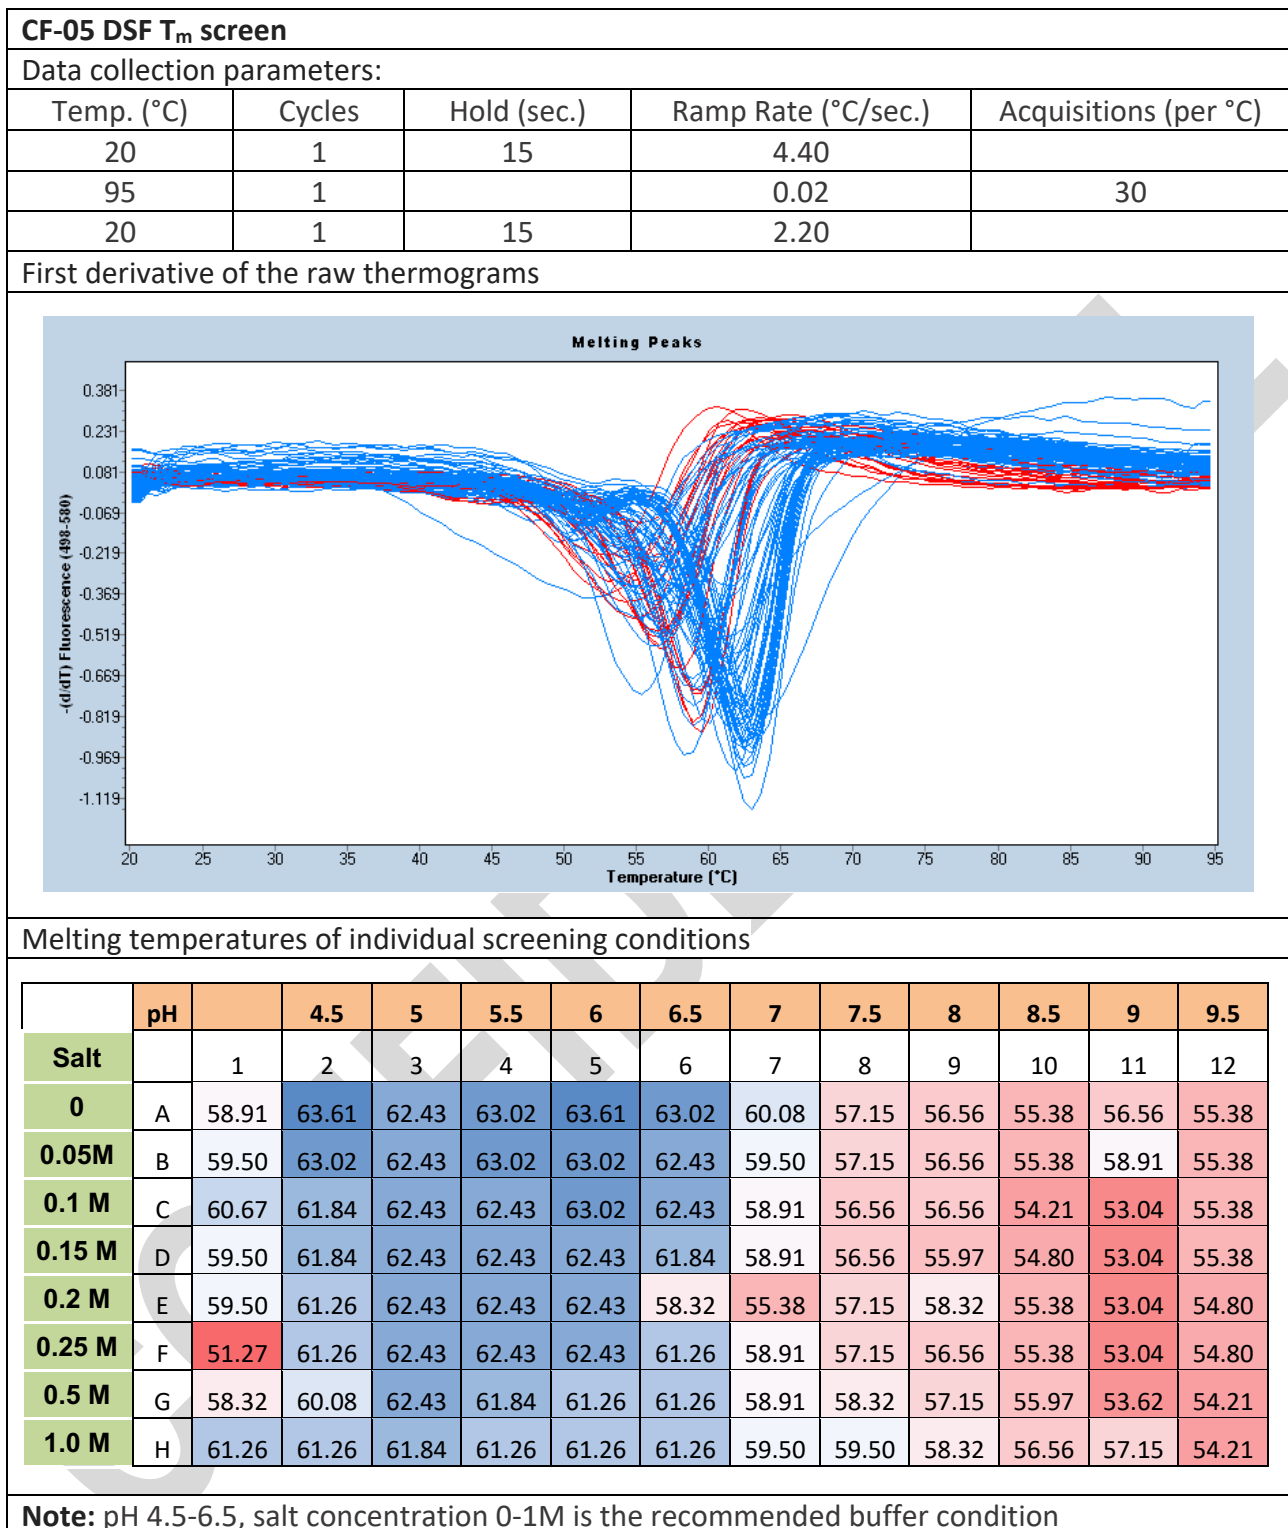 CF-05 DSF Tm screen
Data collection parameters:
Temp. (°C) Cycles Hold (sec.) Ramp Rate (°C/sec.) Acquisitions (per °C)
20 1 15 4.40
95 1 0.02 30
20 1 15 2.20
First derivative of the raw thermograms
Melting Peaks
0.381
0.231
0.081
-0.069
-0.219
-0.369
-0.519
-0.669
-0.819
-0.969
-1.119
-(d/dT) Fluorescence (498-580)
20 25 30 35 40 45 50 55 60 65 70 75 80 85 90 95
Temperature (°C)
Melting temperatures of individual screening conditions
pH 4.5 5 5.5 6 6.5 7 7.5 8 8.5 9 9.5
Salt 1 2 3 4 5 6 7 8 9 10 11 12
0 A 58.91 63.61 62.43 63.02 63.61 63.02 60.08 57.15 56.56 55.38 56.56 55.38
0.05M B 59.50 63.02 62.43 63.02 63.02 62.43 59.50 57.15 56.56 55.38 58.91 55.38
0.1 M C 60.67 61.84 62.43 62.43 63.02 62.43 58.91 56.56 56.56 54.21 53.04 55.38
0.15 M D 59.50 61.84 62.43 62.43 62.43 61.84 58.91 56.56 55.97 54.80 53.04 55.38
0.2 M E 59.50 61.26 62.43 62.43 62.43 58.32 55.38 57.15 58.32 55.38 53.04 54.80
0.25 M F 51.27 61.26 62.43 62.43 62.43 61.26 58.91 57.15 56.56 55.38 53.04 54.80
0.5 M G 58.32 60.08 62.43 61.84 61.26 61.26 58.91 58.32 57.15 55.97 53.62 54.21
1.0 M H 61.26 61.26 61.84 61.26 61.26 61.26 59.50 59.50 58.32 56.56 57.15 54.21
Note: pH 4.5-6.5, salt concentration 0-1M is the recommended buffer condition